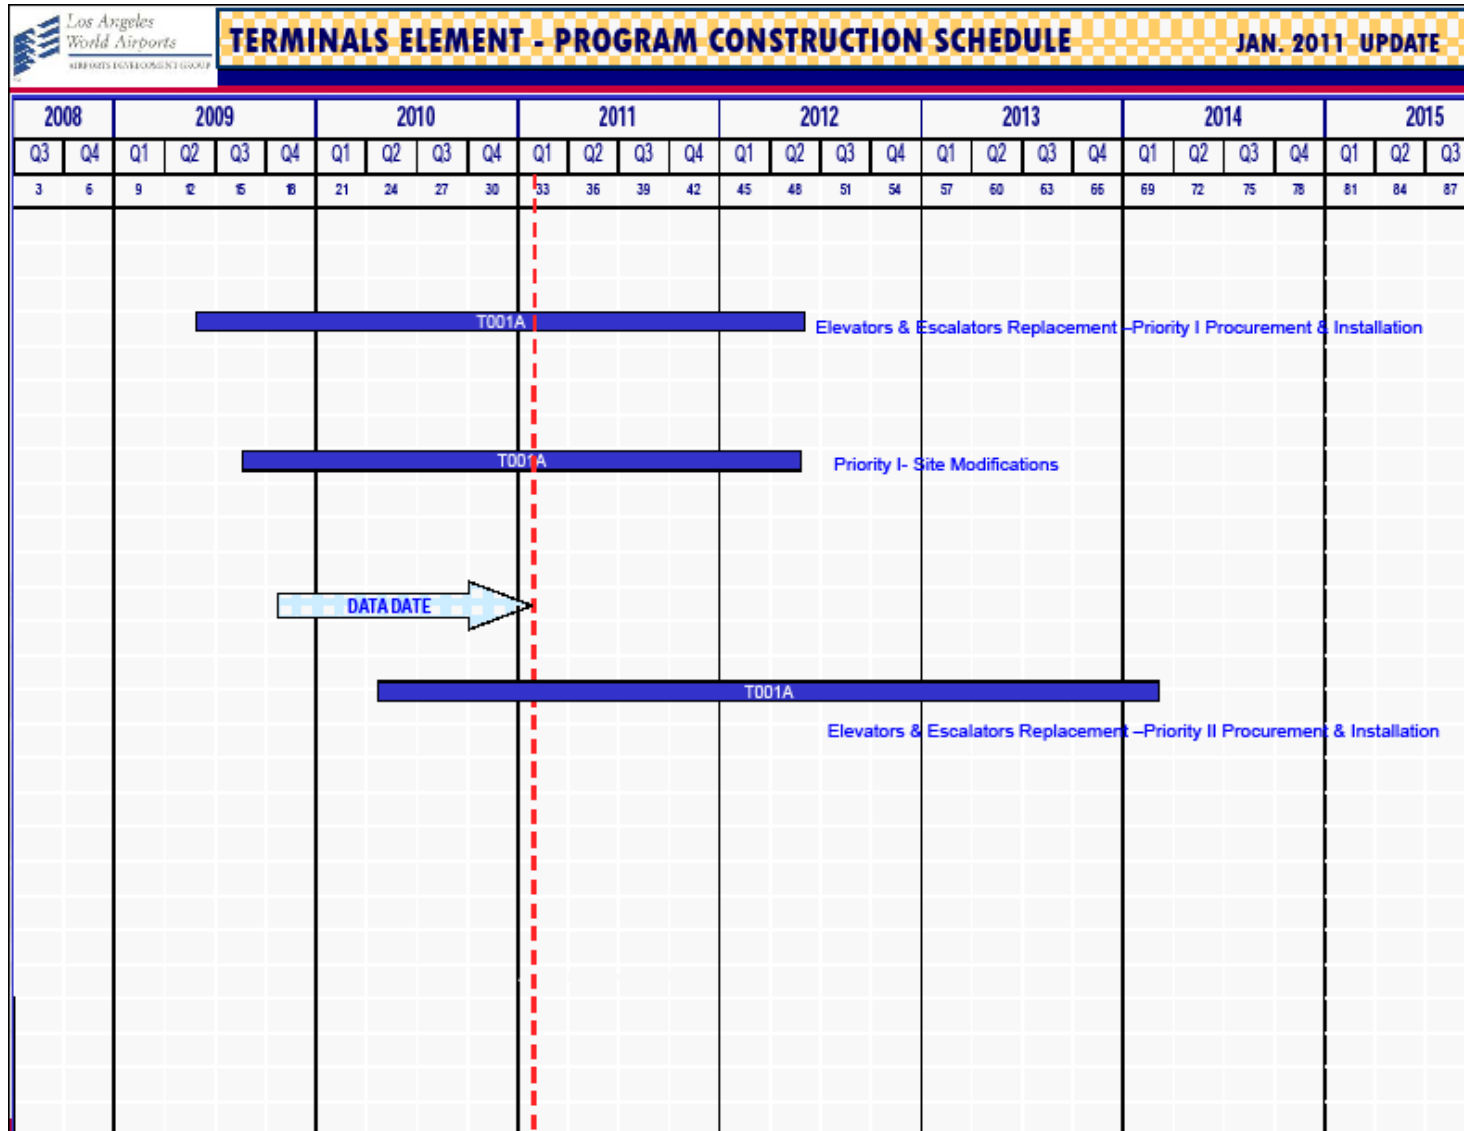 Los Angeles
World Airports
AIRPORTS DEVELOPMENT GROUP
TERMINALS ELEMENT - PROGRAM CONSTRUCTION SCHEDULE JAN. 2011 UPDATE
2008 2009 2010 2011 2012 2013 2014 2015
Q3 Q4 Q1 Q2 Q3 Q4 Q1 Q2 Q3 Q4 Q1 Q2 Q3 Q4 Q1 Q2 Q3 Q4 Q1 Q2 Q3 Q4 Q1 Q2 Q3 Q4 Q1 Q2 Q3
3 6 9 12 15 18 21 24 27 30 33 36 39 42 45 48 51 54 57 60 63 66 69 72 75 78 81 84 87
T001A
Elevators & Escalators Replacement –Priority I Procurement & Installation
T001A
Priority I- Site Modifications
DATA DATE
T001A
Elevators & Escalators Replacement –Priority II Procurement & Installation